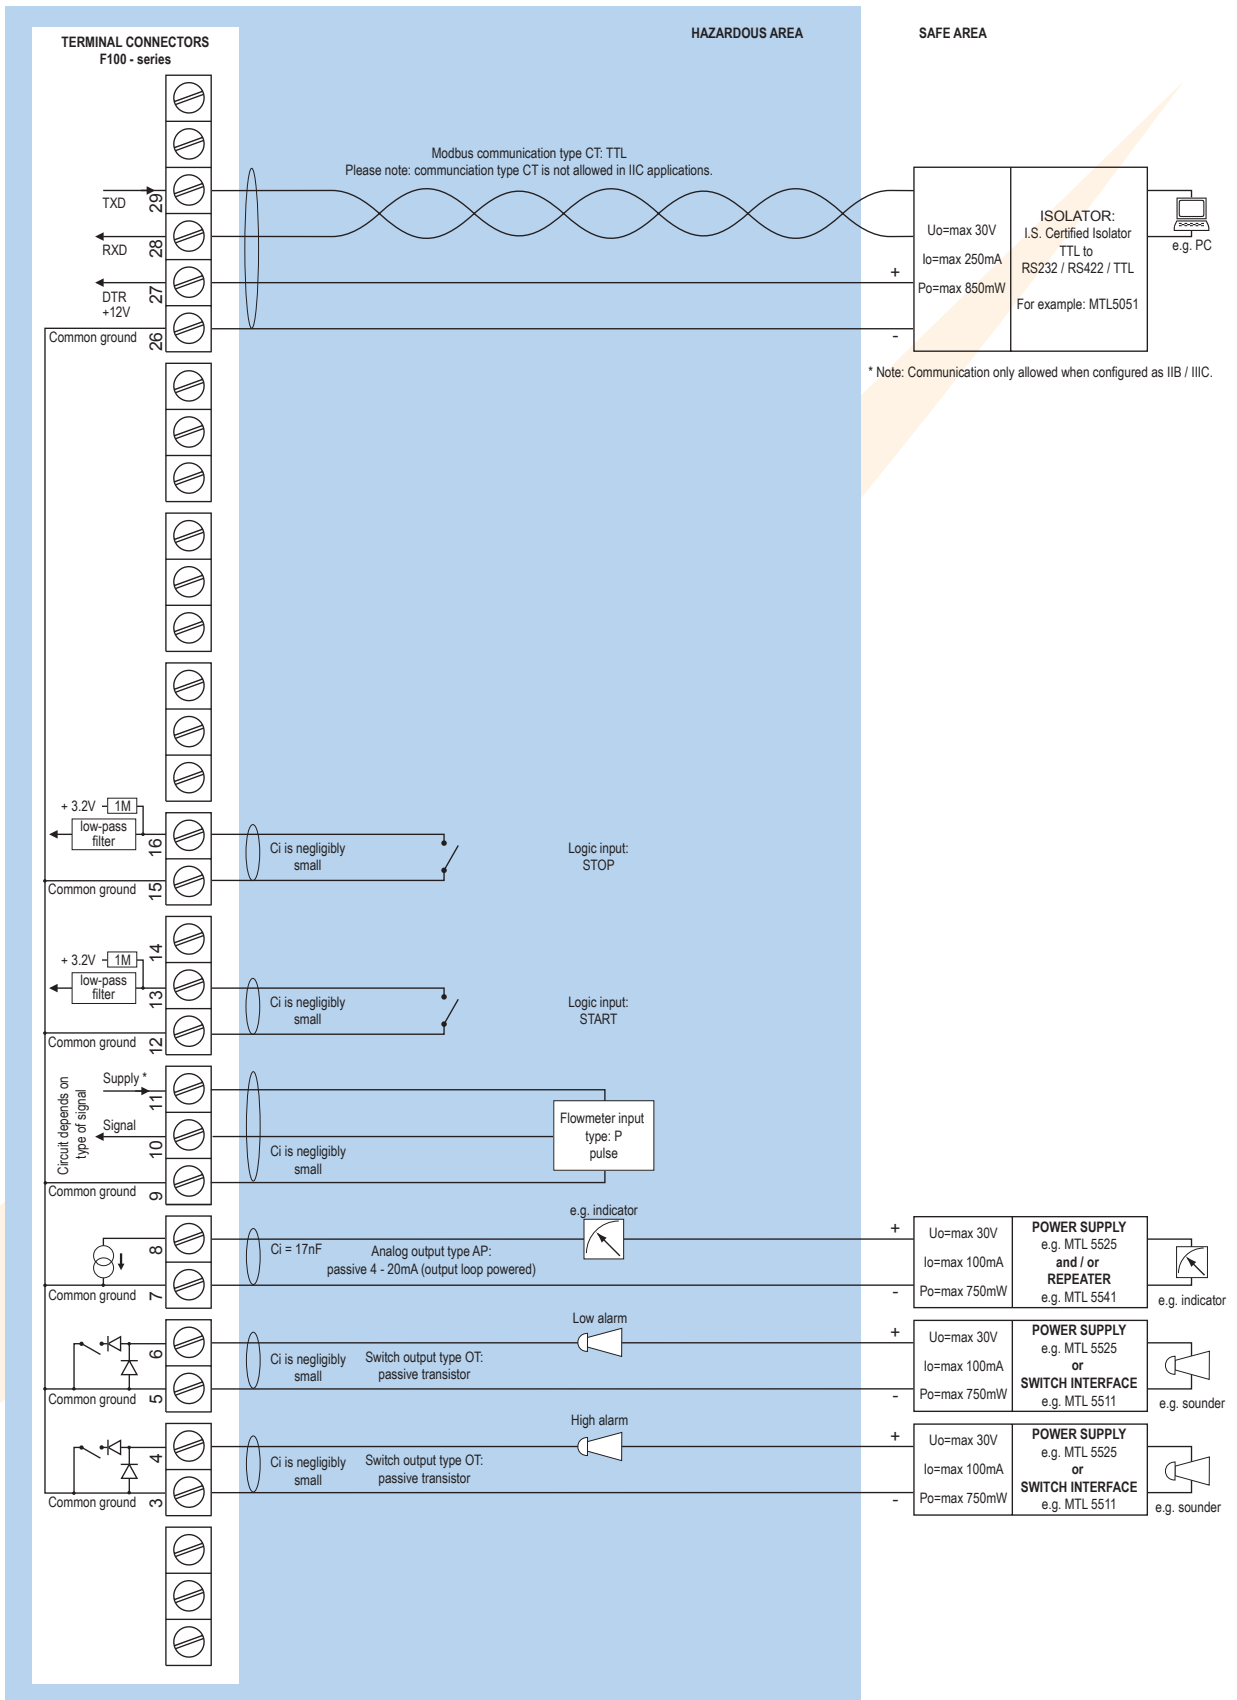 HAZARDOUS AREA
SAFE AREA
TERMINAL CONNECTORS
F100 - series
Modbus communication type CT: TTL
Please note: communciation type CT is not allowed in IIC applications.
TXD
29
RXD
28
DTR
+12V
27
Common ground
26
+
-
Uo=max 30V
Io=max 250mA
Po=max 850mW
ISOLATOR:
I.S. Certified Isolator
TTL to
RS232 / RS422 / TTL
For example: MTL5051
e.g. PC
* Note: Communication only allowed when configured as IIB / IIIC.
+ 3.2V
1M
low-pass
filter
16
Common ground
15
Ci is negligibly
small
Logic input:
STOP
14
+ 3.2V
1M
low-pass
filter
13
Common ground
12
Ci is negligibly
small
Logic input:
START
Circuit depends on
type of signal
Supply *
11
Signal
10
Common ground
9
Ci is negligibly
small
Flowmeter input
type: P
pulse
8
Common ground
7
Ci = 17nF
Analog output type AP:
passive 4 - 20mA (output loop powered)
e.g. indicator
+
-
Uo=max 30V
Io=max 100mA
Po=max 750mW
POWER SUPPLY
e.g. MTL 5525
and / or
REPEATER
e.g. MTL 5541
e.g. indicator
6
Common ground
5
Ci is negligibly
small
Switch output type OT:
passive transistor
Low alarm
+
-
Uo=max 30V
Io=max 100mA
Po=max 750mW
POWER SUPPLY
e.g. MTL 5525
or
SWITCH INTERFACE
e.g. MTL 5511
e.g. sounder
4
Common ground
3
Ci is negligibly
small
Switch output type OT:
passive transistor
High alarm
+
-
Uo=max 30V
Io=max 100mA
Po=max 750mW
POWER SUPPLY
e.g. MTL 5525
or
SWITCH INTERFACE
e.g. MTL 5511
e.g. sounder